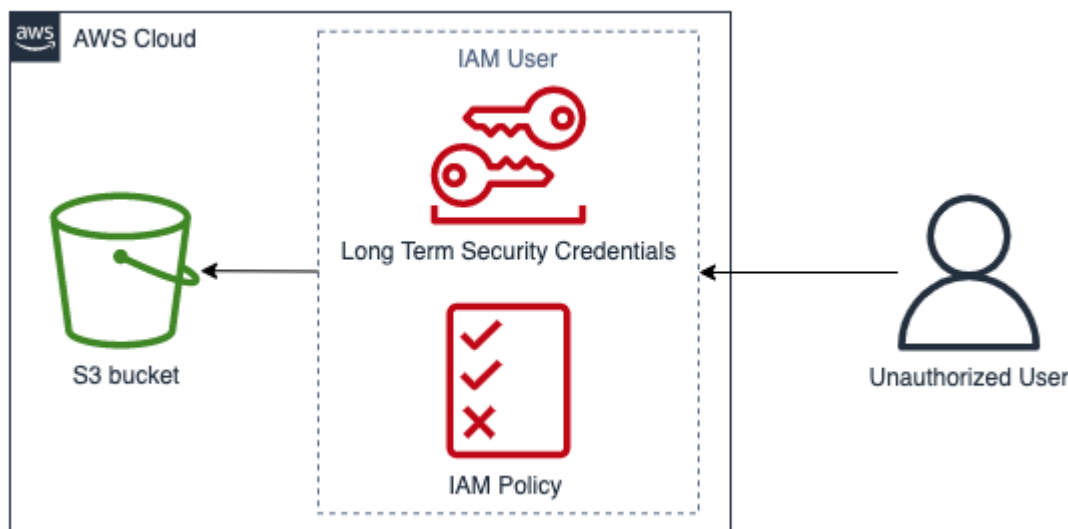 aws
AWS Cloud
IAM User
Long Term Security Credentials
S3 bucket
Unauthorized User
IAM Policy